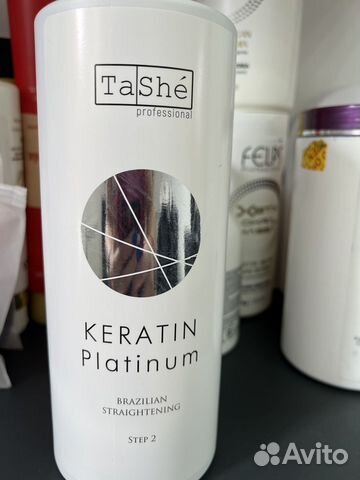 TaShé
professional
KERATIN
Platinum
BRAZILIAN
STRAIGHTENING
STEP 2
FELPS
Avito